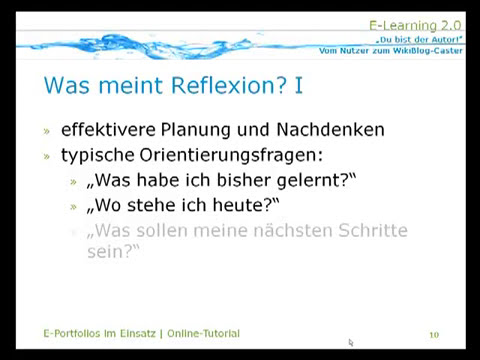 E-Learning 2.0
„Du bist der Autor!“
Vom Nutzer zum WikiBlog-Caster
Was meint Reflexion? I
» effektivere Planung und Nachdenken
» typische Orientierungsfragen:
» „Was habe ich bisher gelernt?“
» „Wo stehe ich heute?“
» „Was sollen meine nächsten Schritte
sein?“
E-Portfolios im Einsatz | Online-Tutorial
10